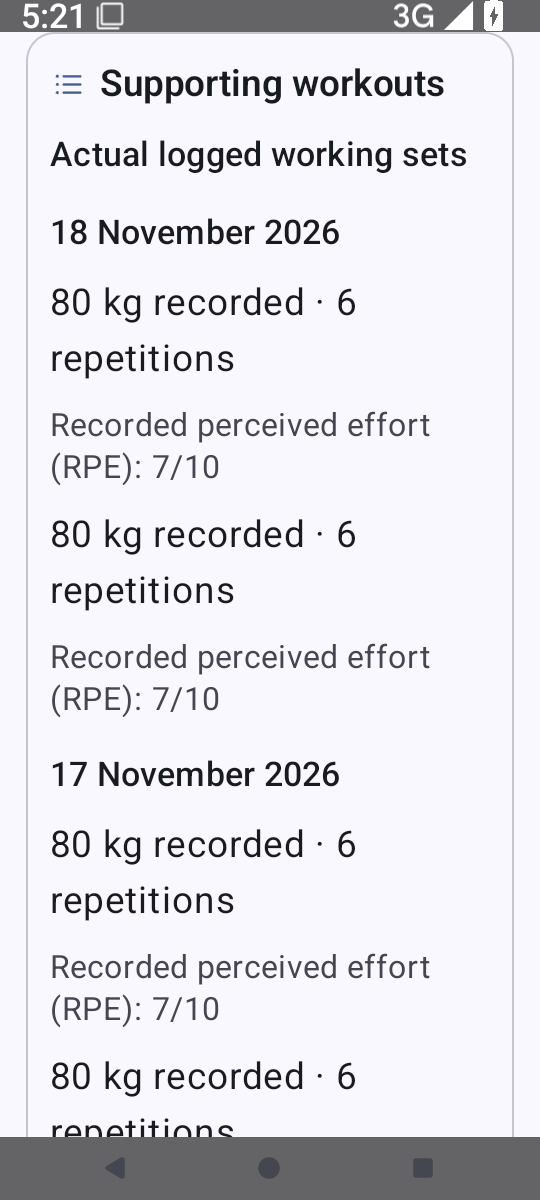 5:21 3G
Supporting workouts
Actual logged working sets
18 November 2026
80 kg recorded · 6
repetitions
Recorded perceived effort
(RPE): 7/10
80 kg recorded · 6
repetitions
Recorded perceived effort
(RPE): 7/10
17 November 2026
80 kg recorded · 6
repetitions
Recorded perceived effort
(RPE): 7/10
80 kg recorded · 6
repetitions